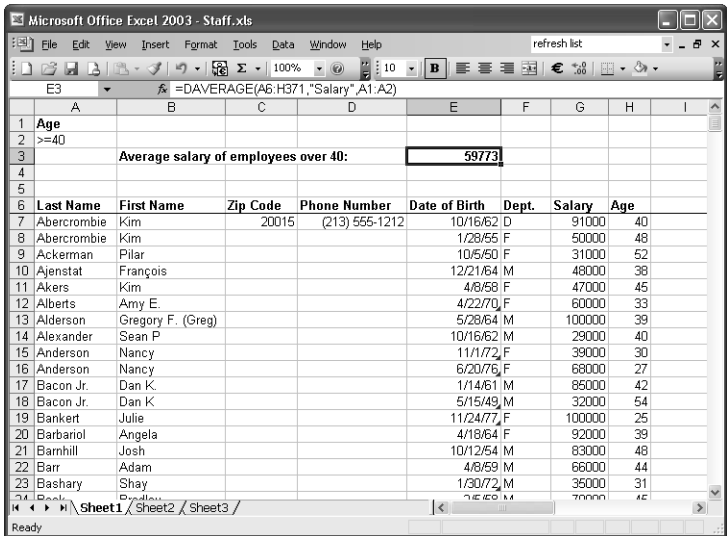 Microsoft Office Excel 2003 - Staff.xls
File Edit View Insert Format Tools Data Window Help refresh list
100% 10 B
E3 fx =DAVERAGE(A6:H371,"Salary",A1:A2)
A B C D E F G H I
1 Age
2 >=40
3 Average salary of employees over 40: 59773
4
5
6 Last Name First Name Zip Code Phone Number Date of Birth Dept. Salary Age
7 Abercrombie Kim 20015 (213) 555-1212 10/16/62 D 91000 40
8 Abercrombie Kim 1/28/55 F 50000 48
9 Ackerman Pilar 10/5/50 F 31000 52
10 Ajenstat François 12/21/64 M 48000 38
11 Akers Kim 4/8/58 F 47000 45
12 Alberts Amy E. 4/22/70 F 60000 33
13 Alderson Gregory F. (Greg) 5/28/64 M 100000 39
14 Alexander Sean P 10/16/62 M 29000 40
15 Anderson Nancy 11/1/72 F 39000 30
16 Anderson Nancy 6/20/76 F 68000 27
17 Bacon Jr. Dan K. 1/14/61 M 85000 42
18 Bacon Jr. Dan K 5/15/49 M 32000 54
19 Bankert Julie 11/24/77 F 100000 25
20 Barbariol Angela 4/18/64 F 92000 39
21 Barnhill Josh 10/12/54 M 83000 48
22 Barr Adam 4/8/59 M 66000 44
23 Bashary Shay 1/30/72 M 35000 31
Sheet1 Sheet2 Sheet3
Ready